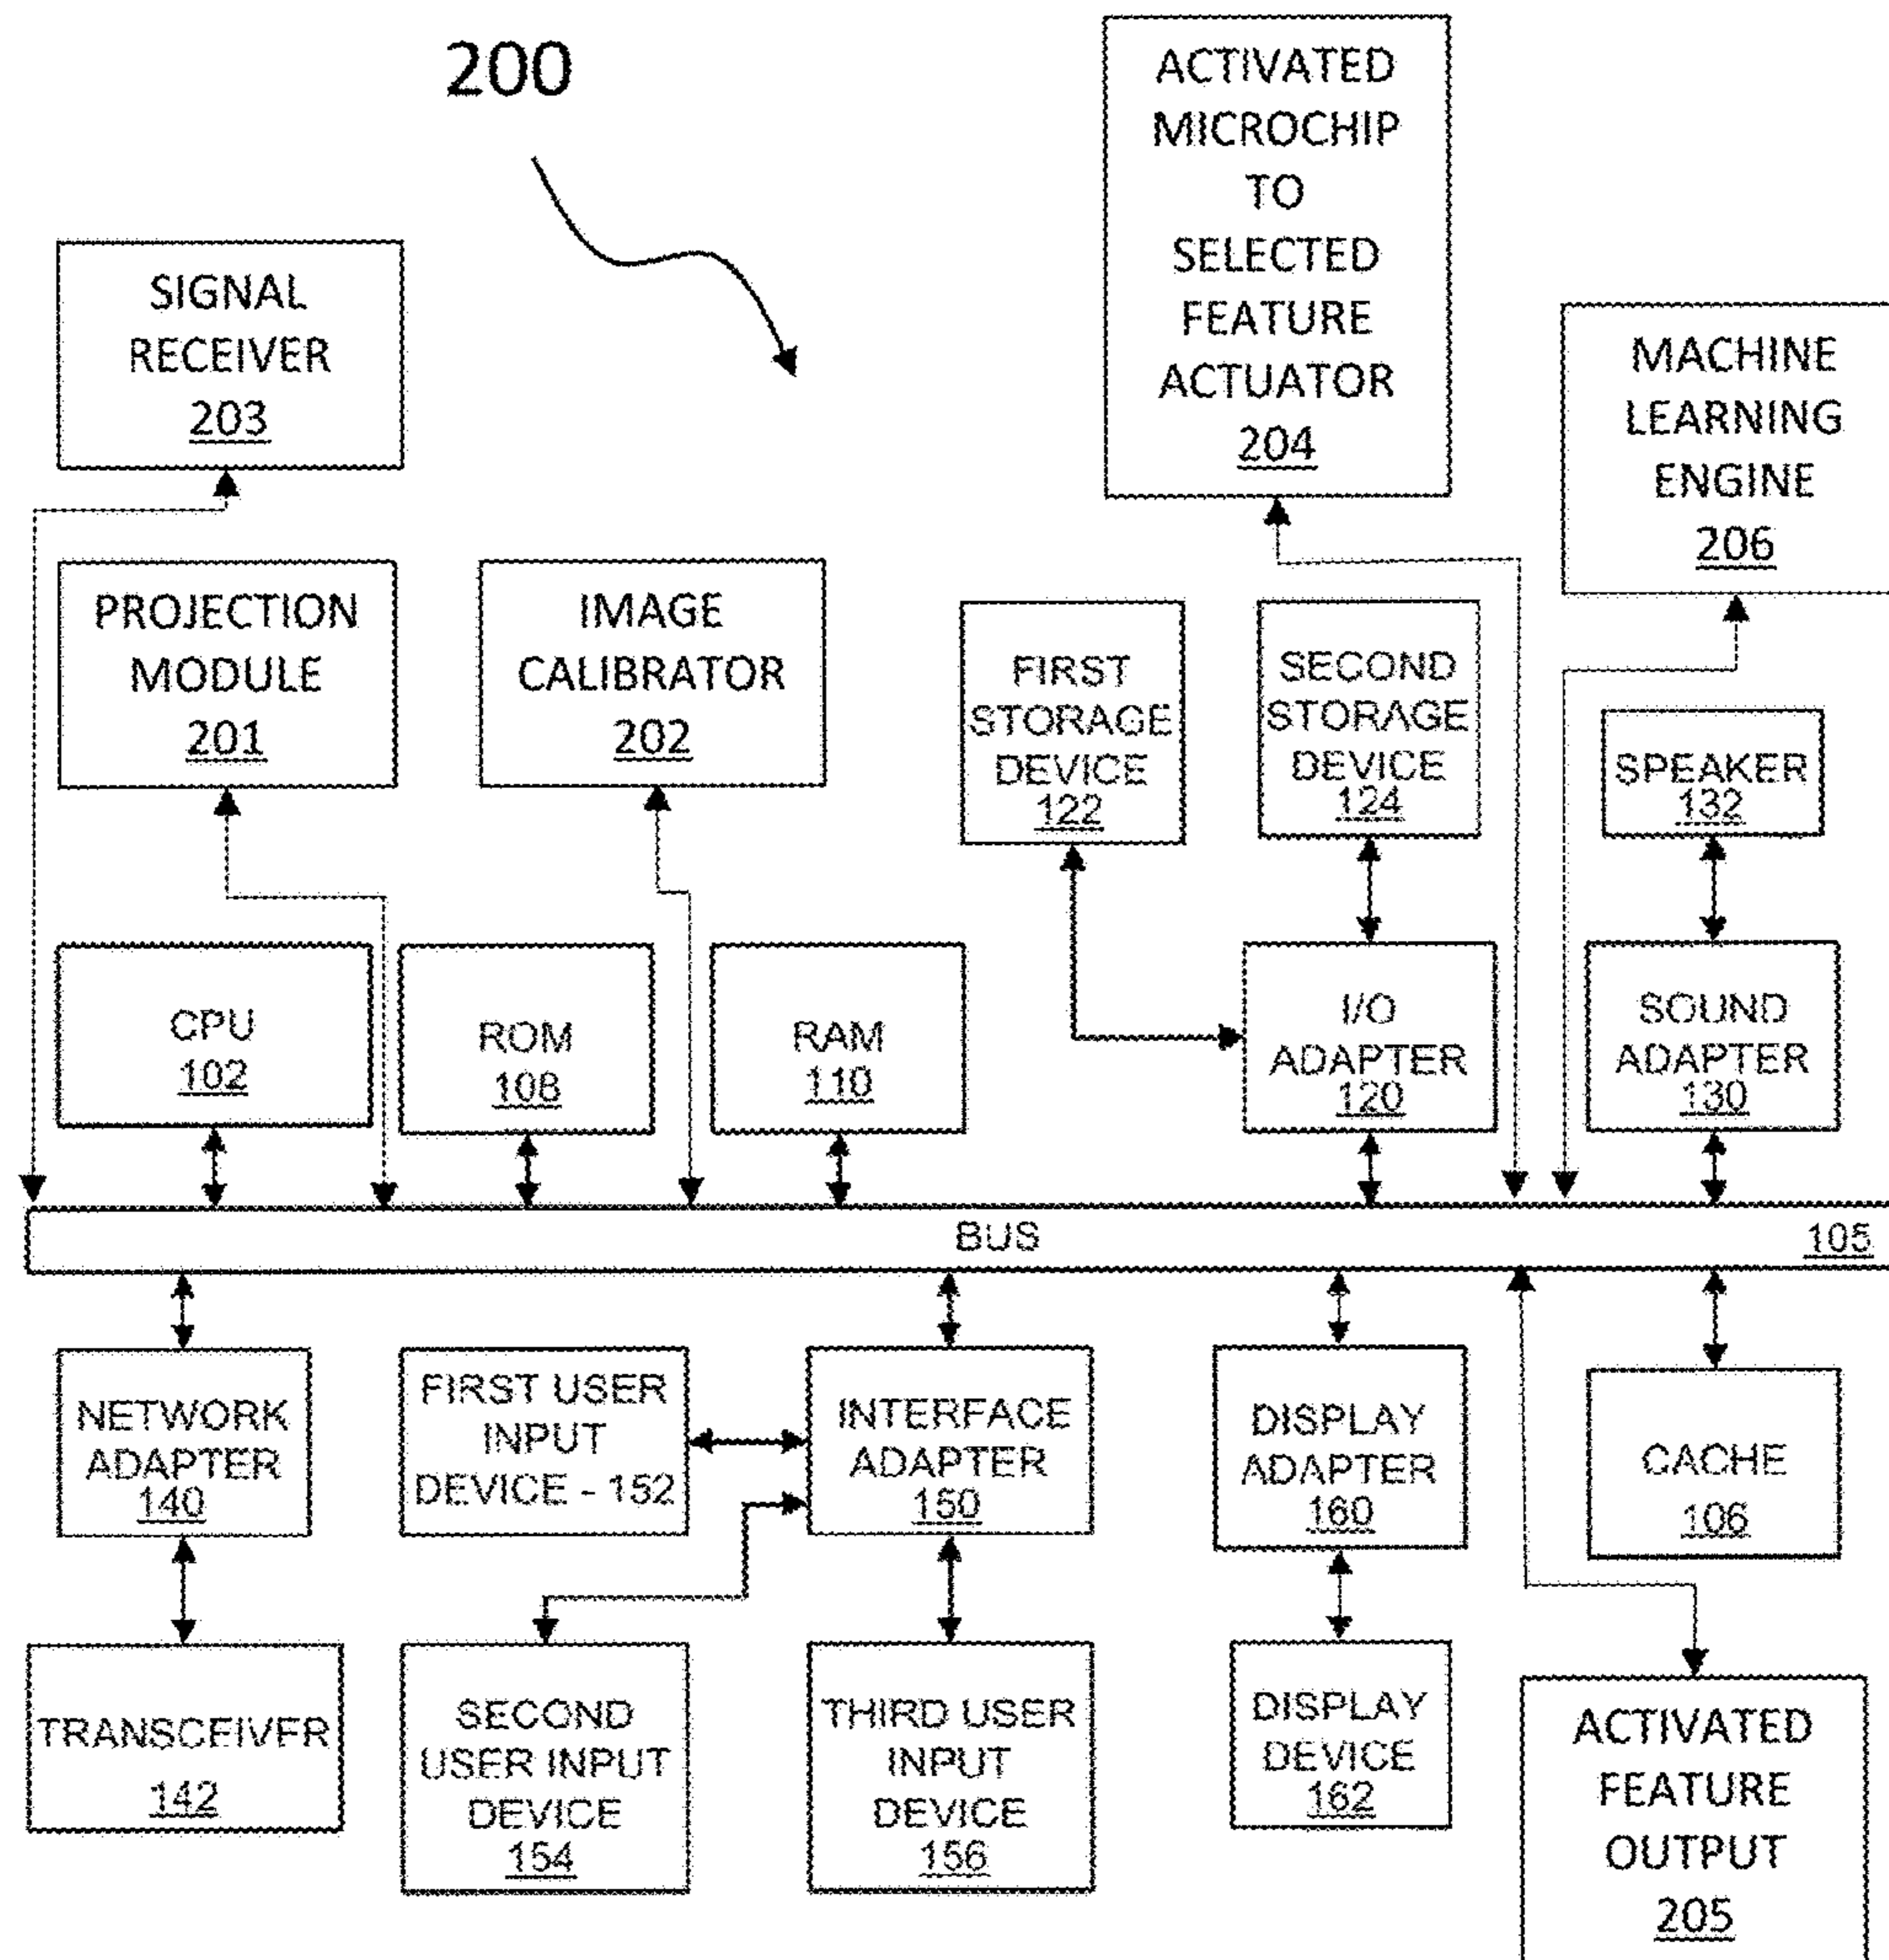 200
ACTIVATED
MICROCHIP
TO
SELECTED
FEATURE
ACTUATOR
204
SIGNAL
RECEIVER
203
MACHINE
LEARNING
ENGINE
206
PROJECTION
MODULE
201
IMAGE
CALIBRATOR
202
FIRST
STORAGE
DEVICE
122
SECOND
STORAGE
DEVICE
124
SPEAKER
132
CPU
102
ROM
108
RAM
110
I/O
ADAPTER
120
SOUND
ADAPTER
130
BUS
105
NETWORK
ADAPTER
140
FIRST USER
INPUT
DEVICE - 152
INTERFACE
ADAPTER
150
DISPLAY
ADAPTER
160
CACHE
106
TRANSCEIVER
142
SECOND
USER INPUT
DEVICE
154
THIRD USER
INPUT
DEVICE
156
DISPLAY
DEVICE
162
ACTIVATED
FEATURE
OUTPUT
205